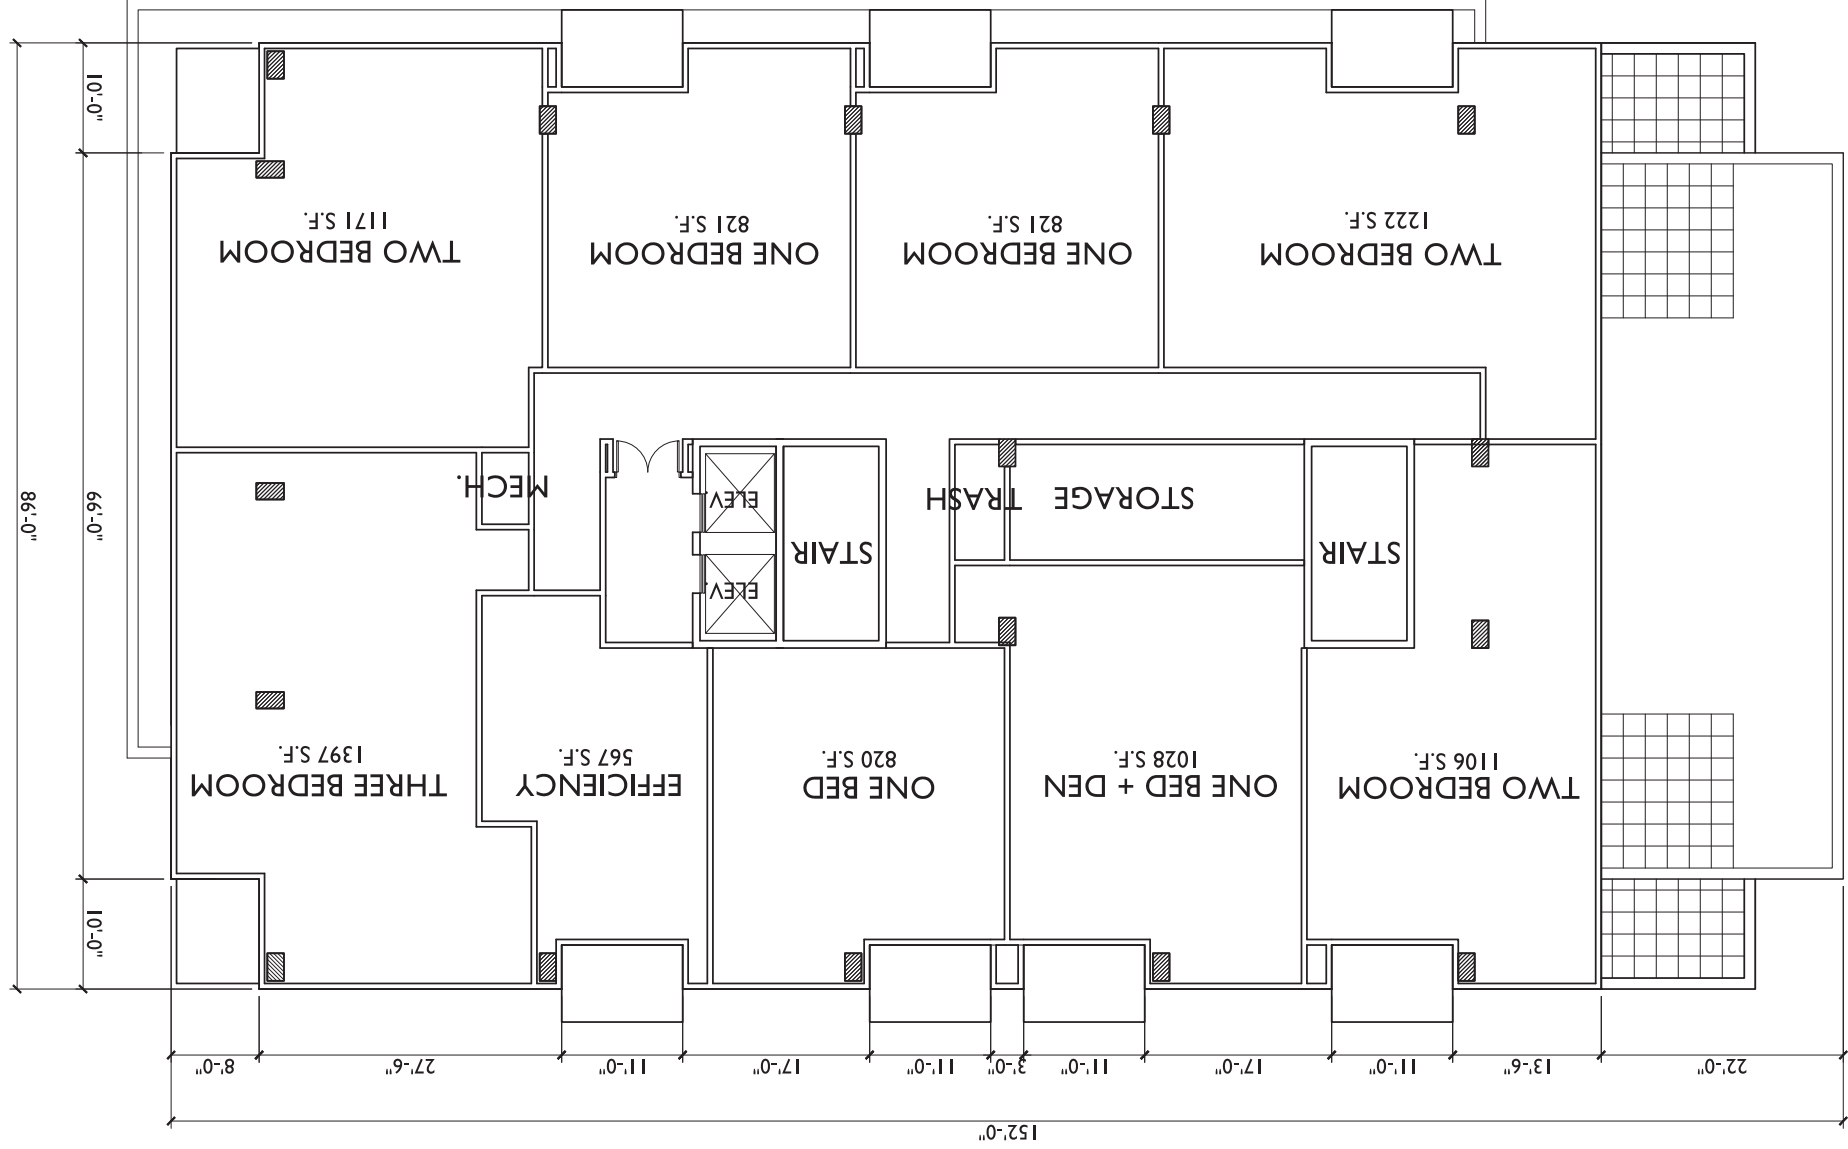 152'-0"
22'-0"
13'-6"
11'-0"
17'-0"
11'-0"
3'-0"
11'-0"
17'-0"
11'-0"
27'-6"
8'-0"
10'-0"
TWO BEDROOM
1106 S.F.
ONE BED + DEN
1028 S.F.
ONE BED
820 S.F.
EFFICIENCY
567 S.F.
THREE BEDROOM
1397 S.F.
STAIR
STORAGE
TRASH
STAIR
ELEV.
ELEV.
MECH.
66'-0"
86'-0"
TWO BEDROOM
1222 S.F.
ONE BEDROOM
821 S.F.
ONE BEDROOM
821 S.F.
TWO BEDROOM
1171 S.F.
10'-0"